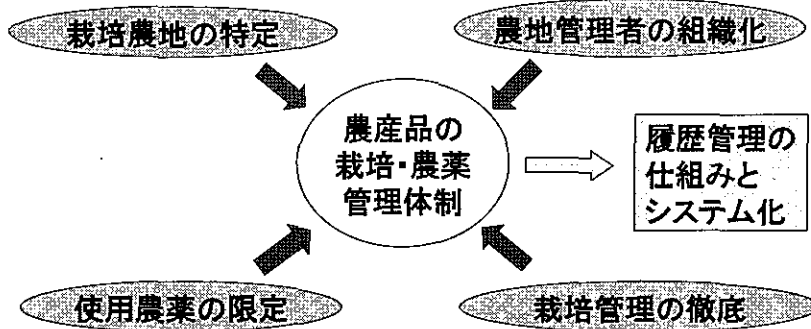 栽培農地の特定
農地管理者の組織化
農産品の
栽培・農薬
管理体制
履歴管理の
仕組みと
システム化
使用農薬の限定
栽培管理の徹底